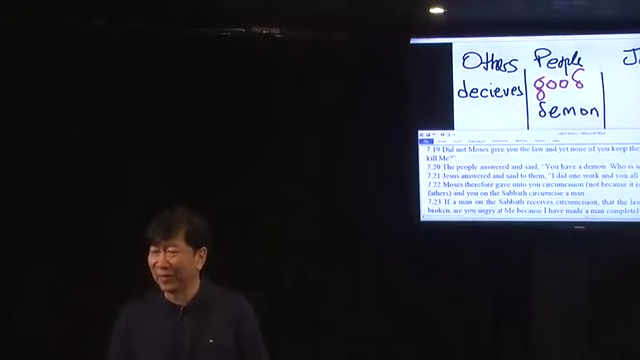 Others People J
decieves good
demon
7.19 Did not Moses give you the law and yet none of you keep the
kill Me?"
7.20 The people answered and said, "You have a demon. Who is s
7.21 Jesus answered and said to them, "I did one work and you all
7.22 Moses therefore gave unto you circumcision (not because it is
fathers) and you on the Sabbath circumcise a man.
7.23 If a man on the Sabbath receives circumcision, that the law
broken, are you angry at Me because I have made a man completel